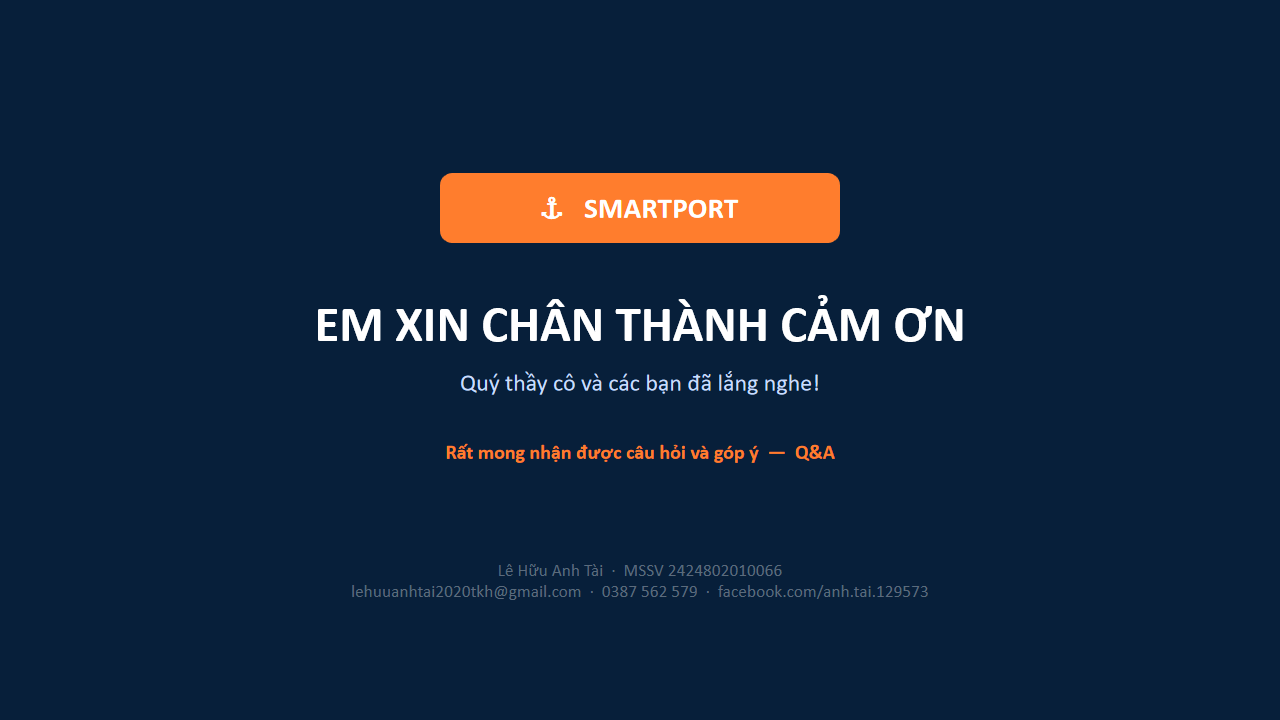 ⚓ SMARTPORT
EM XIN CHÂN THÀNH CẢM ƠN
Quý thầy cô và các bạn đã lắng nghe!
Rất mong nhận được câu hỏi và góp ý — Q&A
Lê Hữu Anh Tài · MSSV 2424802010066
lehuuanhtai2020tkh@gmail.com · 0387 562 579 · facebook.com/anh.tai.129573